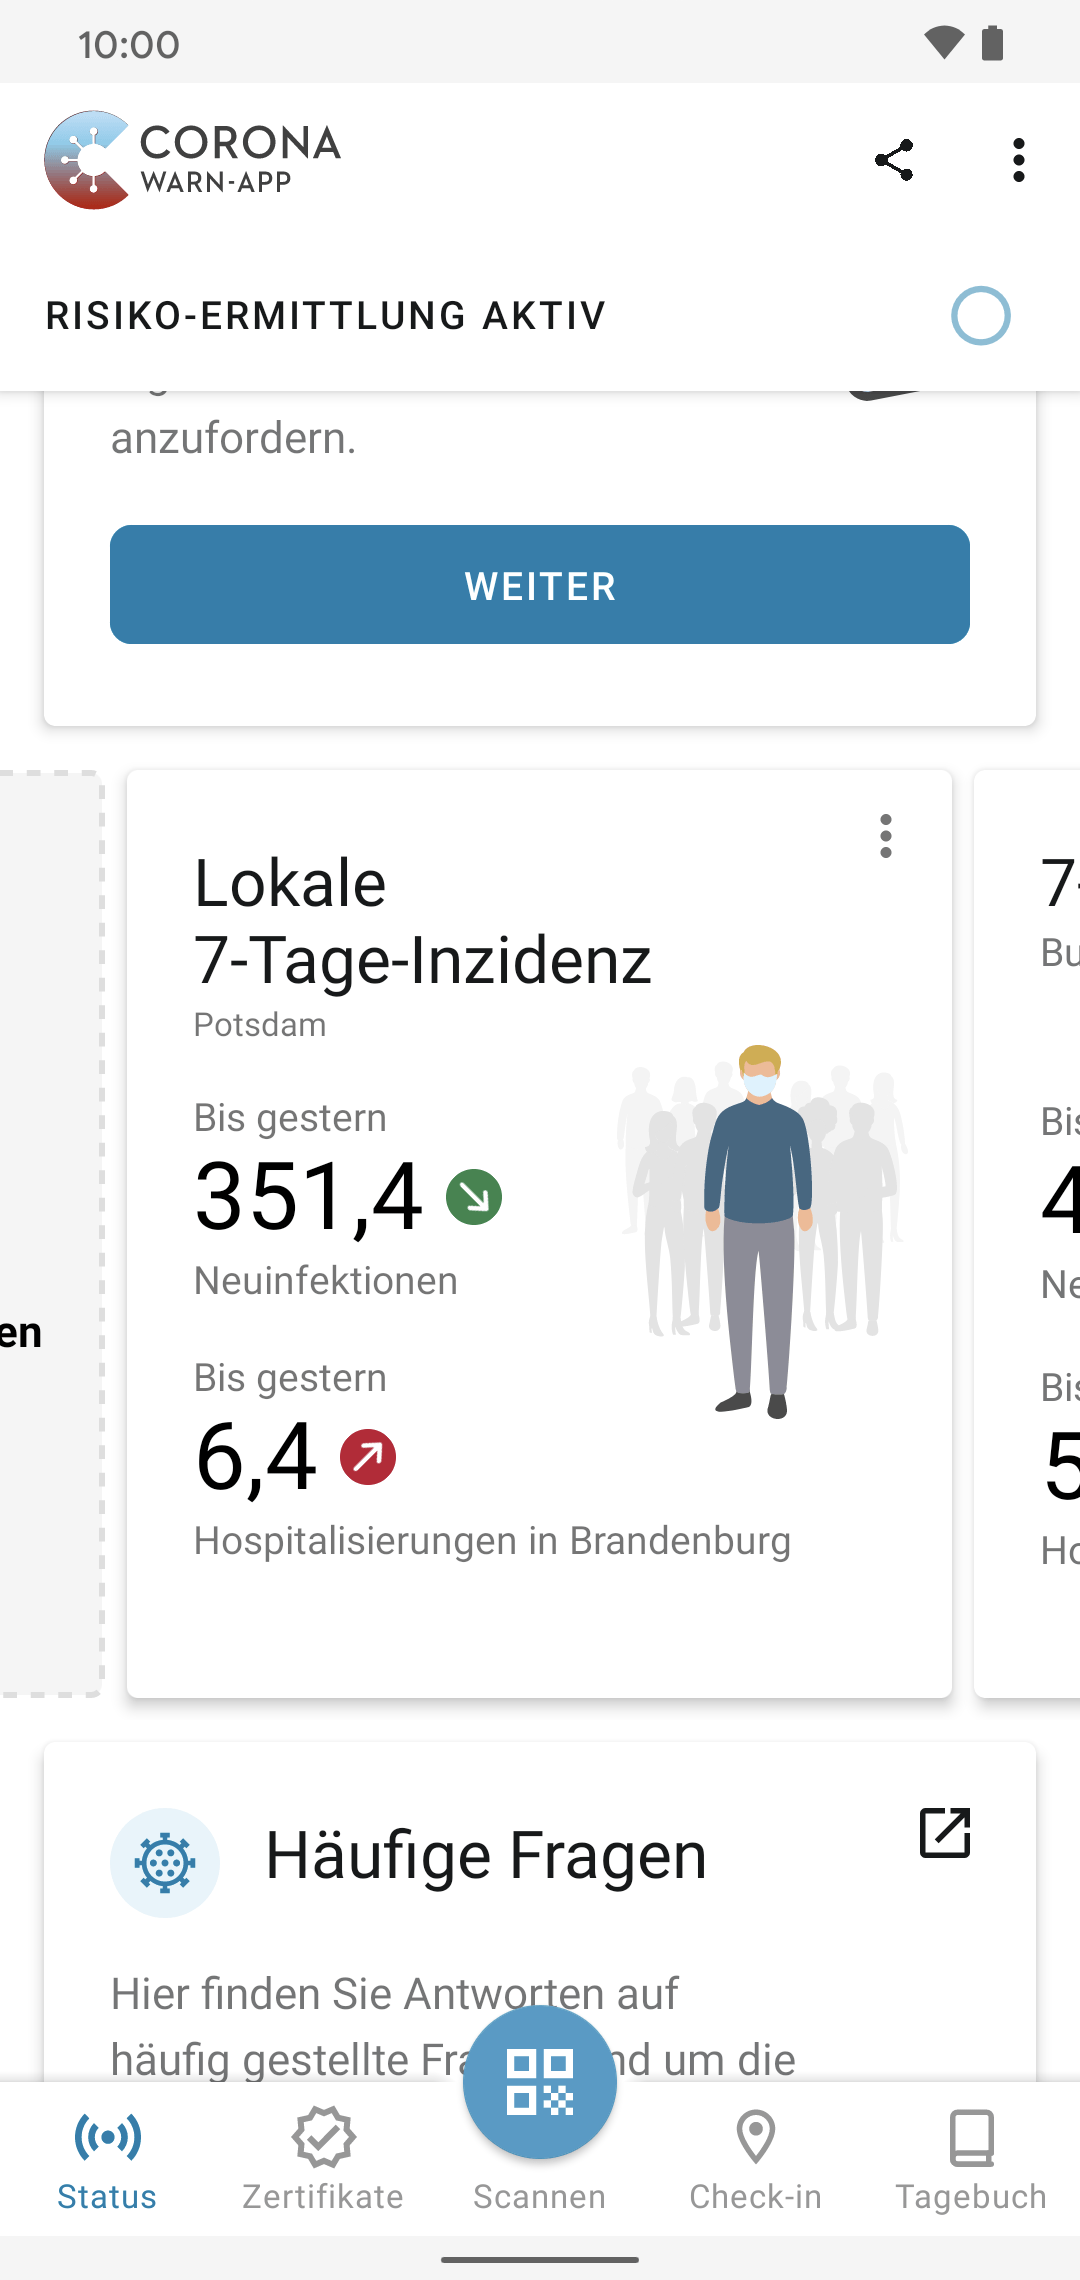 10:00
CORONA
WARN-APP
RISIKO-ERMITTLUNG AKTIV
anzufordern.
WEITER
Lokale
7-Tage-Inzidenz
Potsdam
Bis gestern
351,4
Neuinfektionen
Bis gestern
6,4
Hospitalisierungen in Brandenburg
en
7-
Bu
Bis
4
Ne
Bis
5
Ho
Häufige Fragen
Hier finden Sie Antworten auf
häufig gestellte Fra nd um die
Status
Zertifikate
Scannen
Check-in
Tagebuch